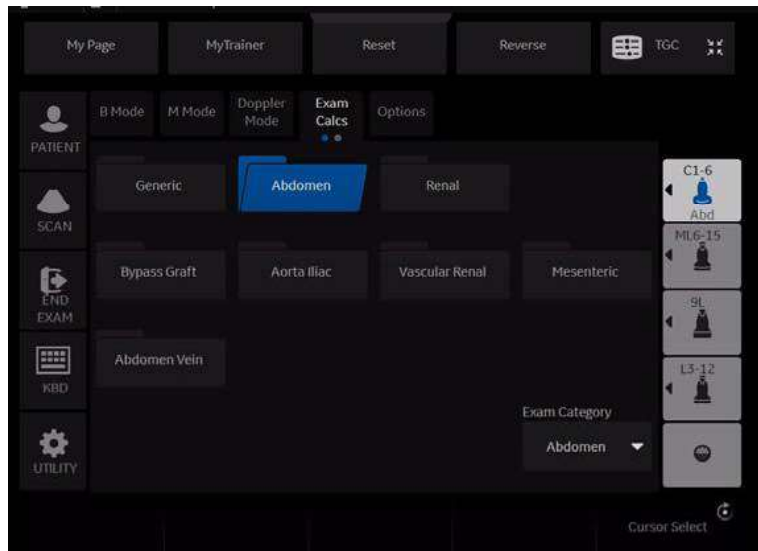 My Page
MyTrainer
Reset
Reverse
TGC
PATIENT
SCAN
END
EXAM
KBD
UTILITY
B Mode
M Mode
Doppler
Mode
Exam
Calcs
Options
Generic
Abdomen
Renal
Bypass Graft
Aorta Iliac
Vascular Renal
Mesenteric
Abdomen Vein
Exam Category
Abdomen
C1-6
Abd
ML6-15
9L
L3-12
Cursor Select